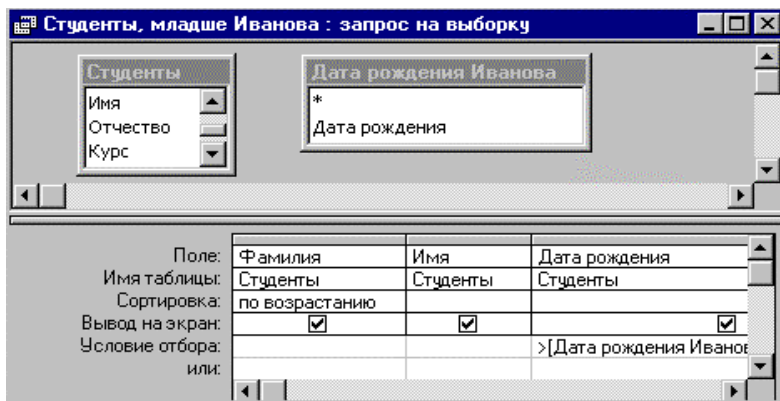 Студенты, младше Иванова : запрос на выборку
Студенты
Дата рождения Иванова
Имя
Отчество
Курс
*
Дата рождения
Поле: Фамилия Имя Дата рождения
Имя таблицы: Студенты Студенты Студенты
Сортировка: по возрастанию
Вывод на экран:
Условие отбора: >[Дата рождения Иванов
или: